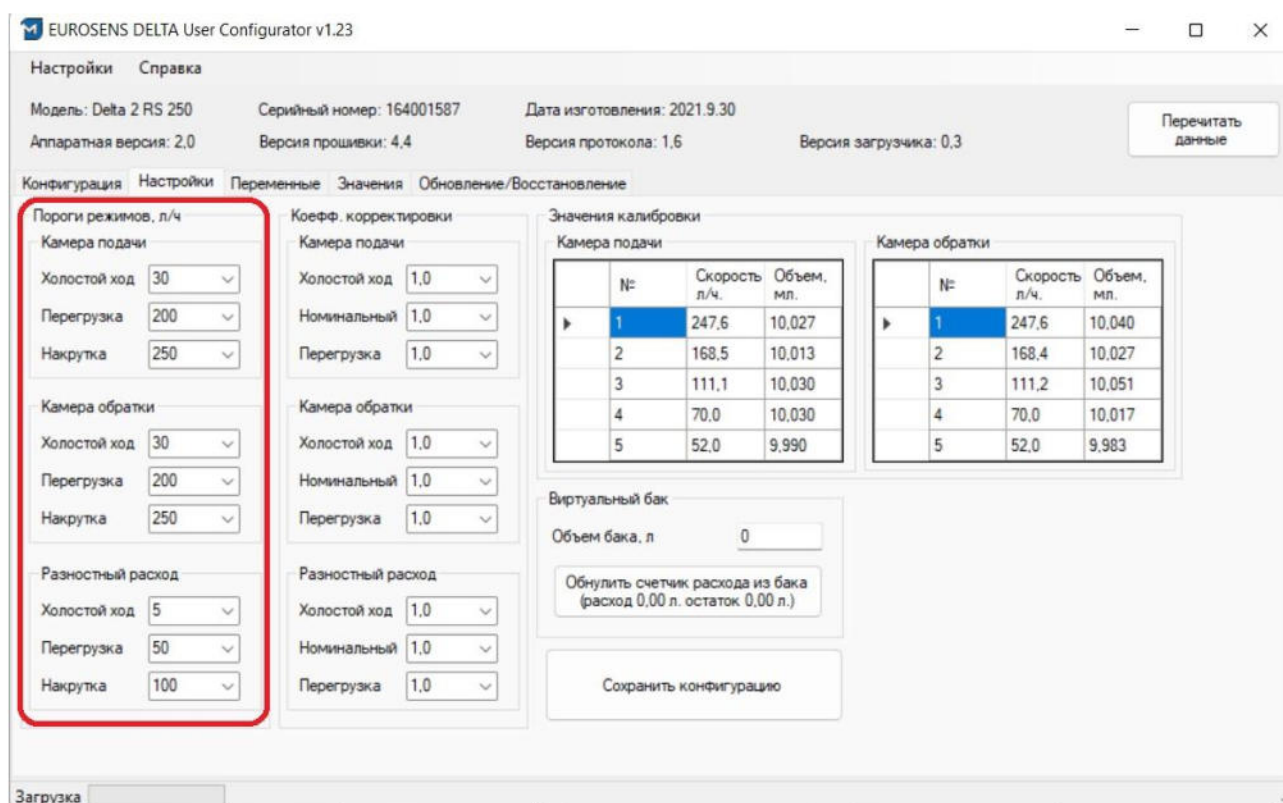 EUROSENS DELTA User Configurator v1.23
Настройки Справка
Модель: Delta 2 RS 250 Серийный номер: 164001587 Дата изготовления: 2021.9.30
Аппаратная версия: 2,0 Версия прошивки: 4,4 Версия протокола: 1,6 Версия загрузчика: 0,3
Перечитать
данные
Конфигурация Настройки Переменные Значения Обновление/Восстановление
Пороги режимов, л/ч
Камера подачи
Холостой ход 30
Перегрузка 200
Накрутка 250
Камера обратки
Холостой ход 30
Перегрузка 200
Накрутка 250
Разностный расход
Холостой ход 5
Перегрузка 50
Накрутка 100
Коефф. корректировки
Камера подачи
Холостой ход 1,0
Номинальный 1,0
Перегрузка 1,0
Камера обратки
Холостой ход 1,0
Номинальный 1,0
Перегрузка 1,0
Разностный расход
Холостой ход 1,0
Номинальный 1,0
Перегрузка 1,0
Значения калибровки
Камера подачи
№ Скорость л/ч. Объем, мл.
1 247,6 10,027
2 168,5 10,013
3 111,1 10,030
4 70,0 10,030
5 52,0 9,990
Камера обратки
№ Скорость л/ч. Объем, мл.
1 247,6 10,040
2 168,4 10,027
3 111,2 10,051
4 70,0 10,017
5 52,0 9,983
Виртуальный бак
Объем бака, л 0
Обнулить счетчик расхода из бака
(расход 0,00 л. остаток 0,00 л.)
Сохранить конфигурацию
Загрузка